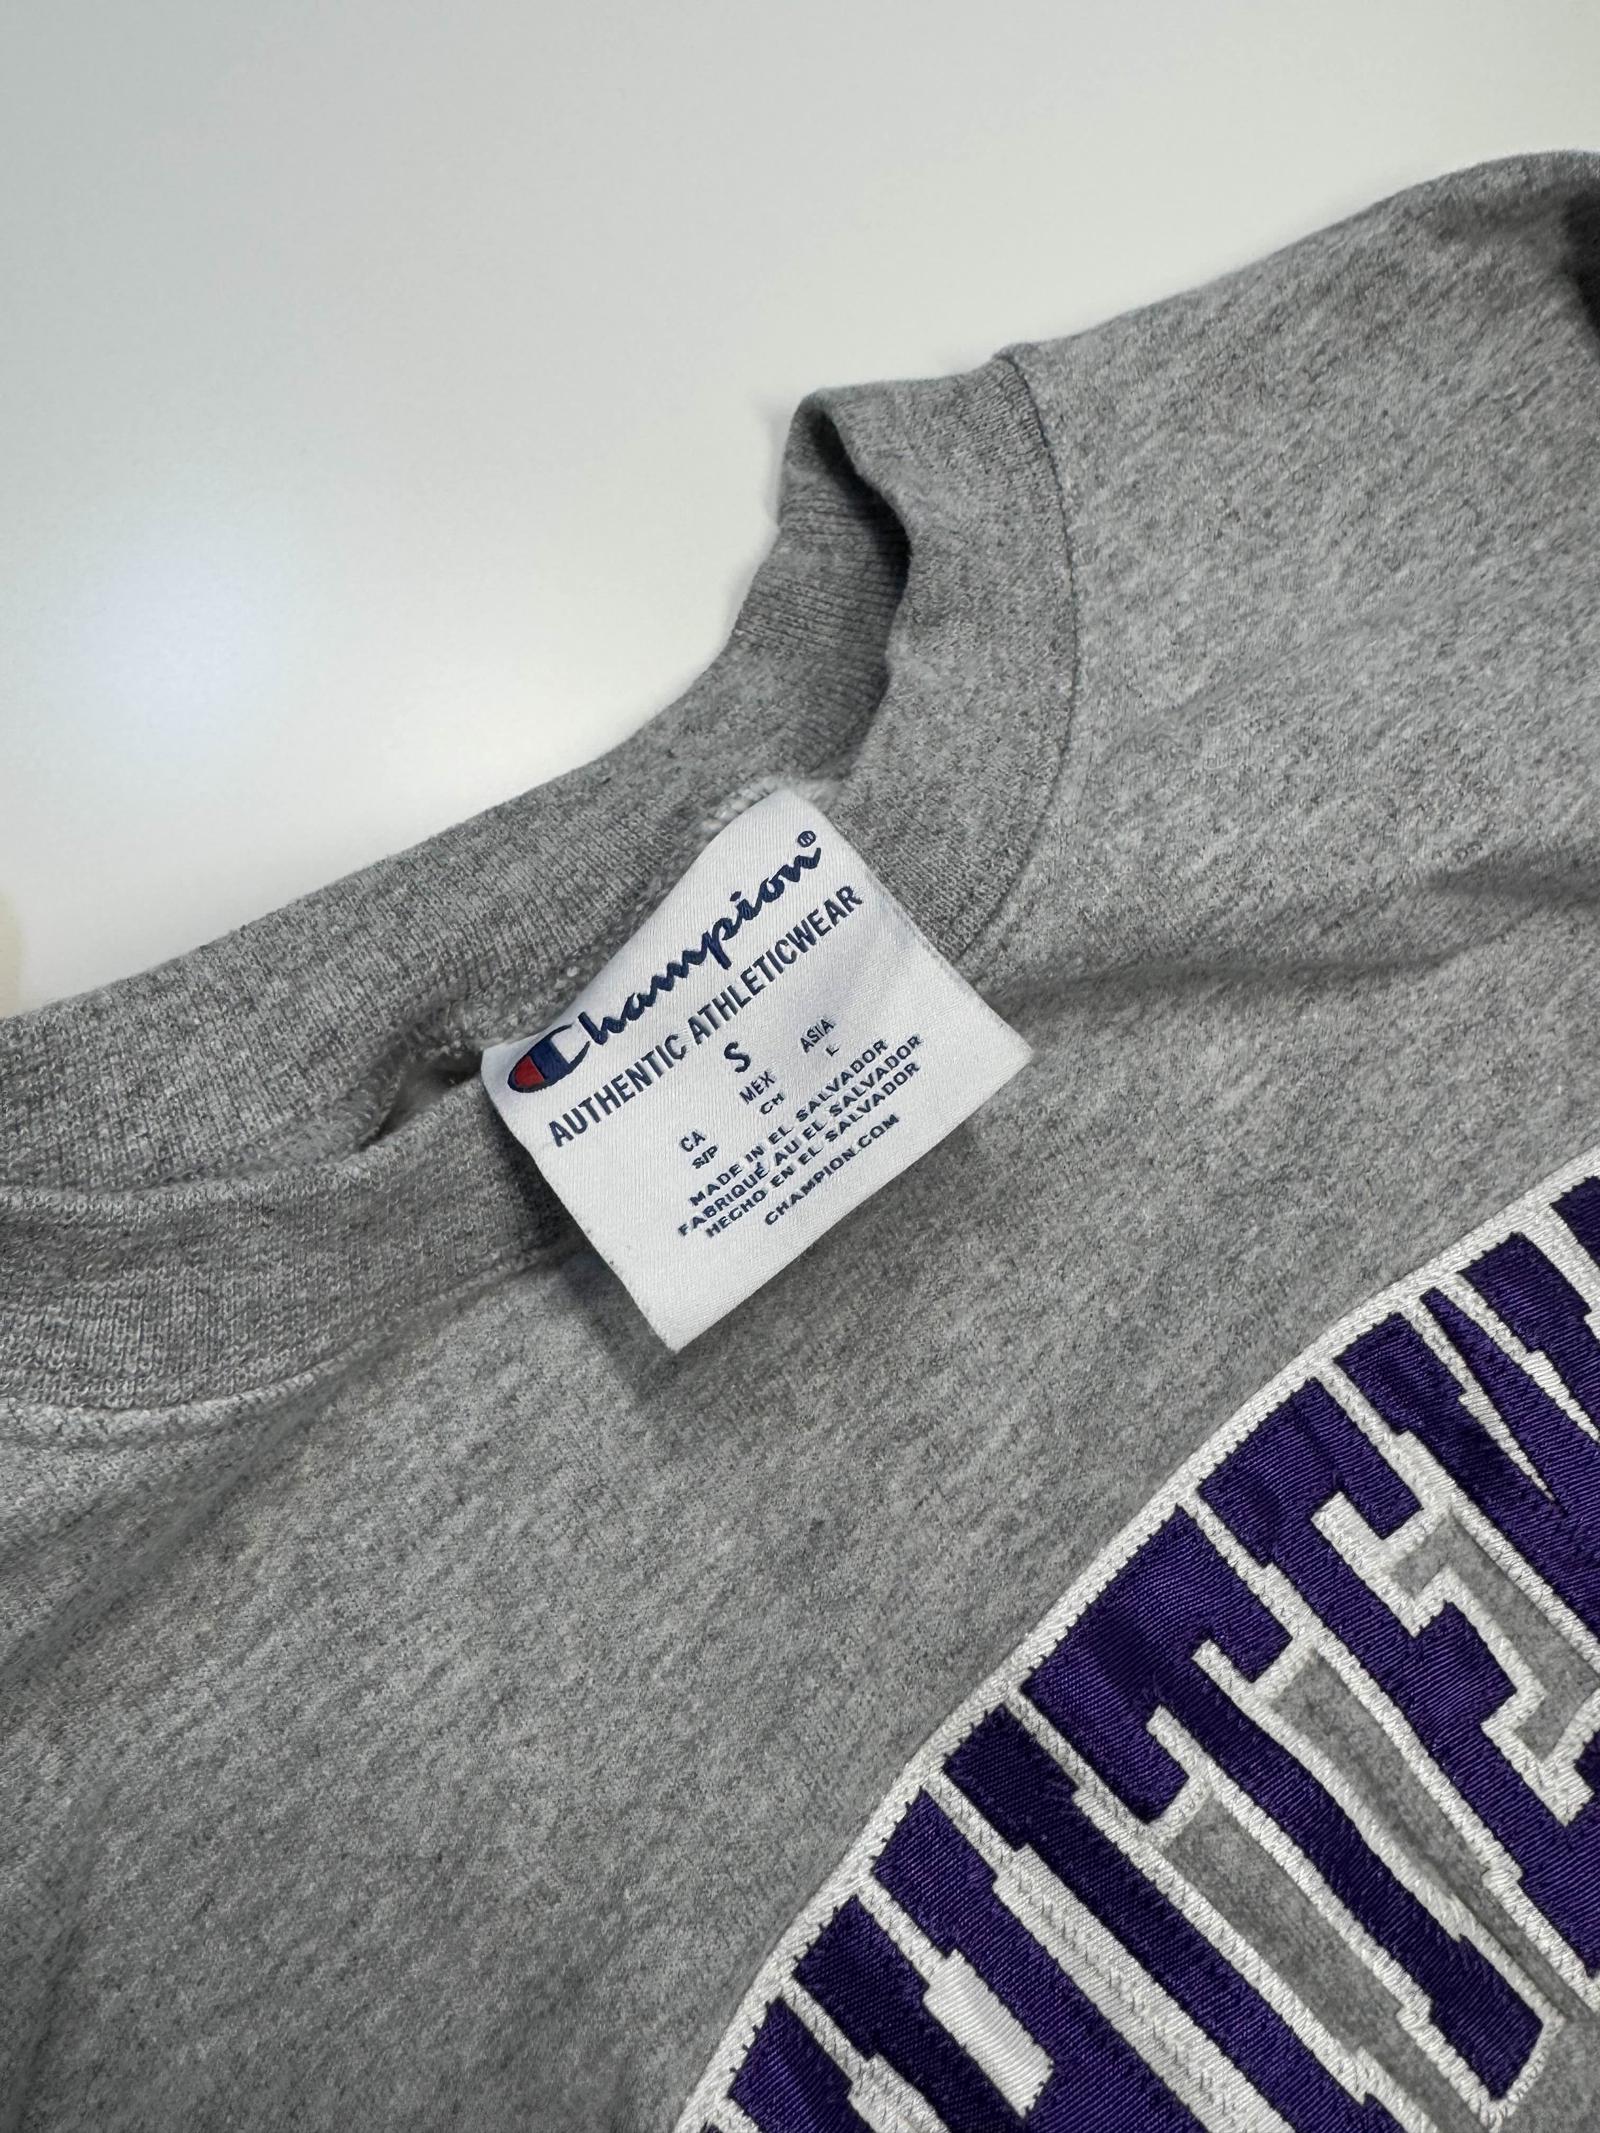 Champion®
AUTHENTIC ATHLETICWEAR
S
CA MEX ASIA
S/P CH L
MADE IN EL SALVADOR
FABRIQUÉ AU EL SALVADOR
HECHO EN EL SALVADOR
CHAMPION.COM